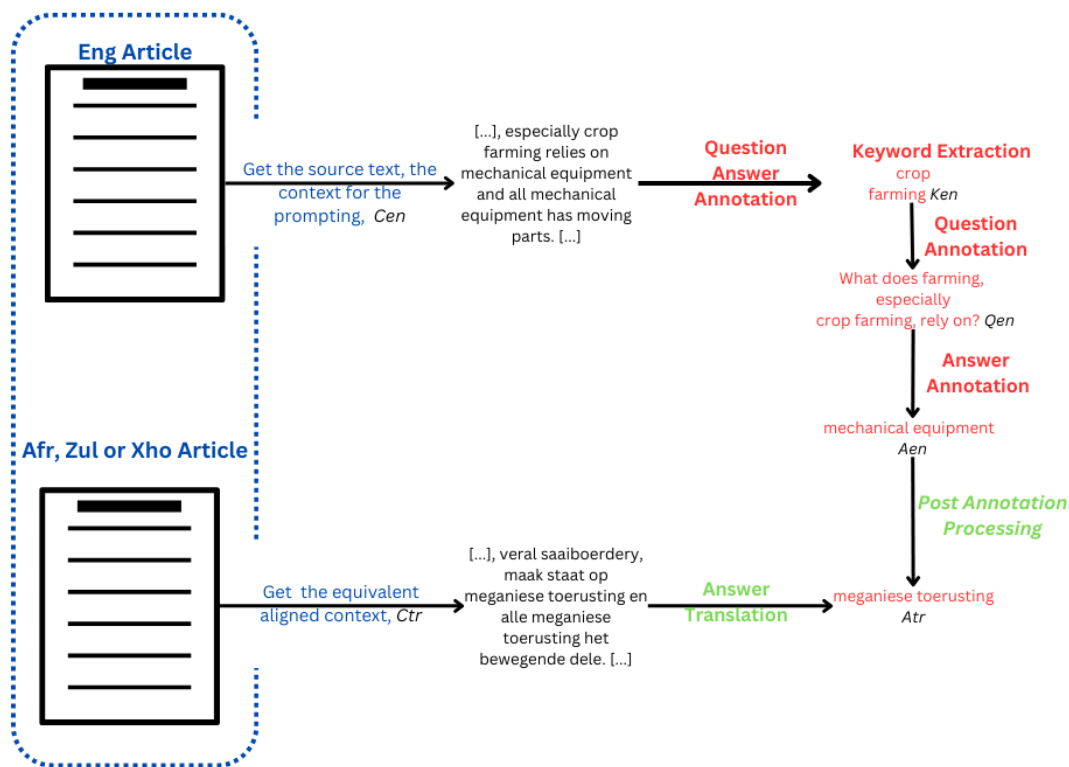 Eng Article
Get the source text, the
context for the
prompting, Cen
[...], especially crop
farming relies on
mechanical equipment
and all mechanical
equipment has moving
parts. [...]
Question
Answer
Annotation
Keyword Extraction
crop
farming Ken
Question
Annotation
What does farming,
especially
crop farming, rely on? Qen
Answer
Annotation
mechanical equipment
Aen
Post Annotation
Processing
Afr, Zul or Xho Article
Get the equivalent
aligned context, Ctr
[...], veral saaiboerdery,
maak staat op
meganiese toerusting en
alle meganiese
toerusting het
bewegende dele. [...]
Answer
Translation
meganiese toerusting
Atr